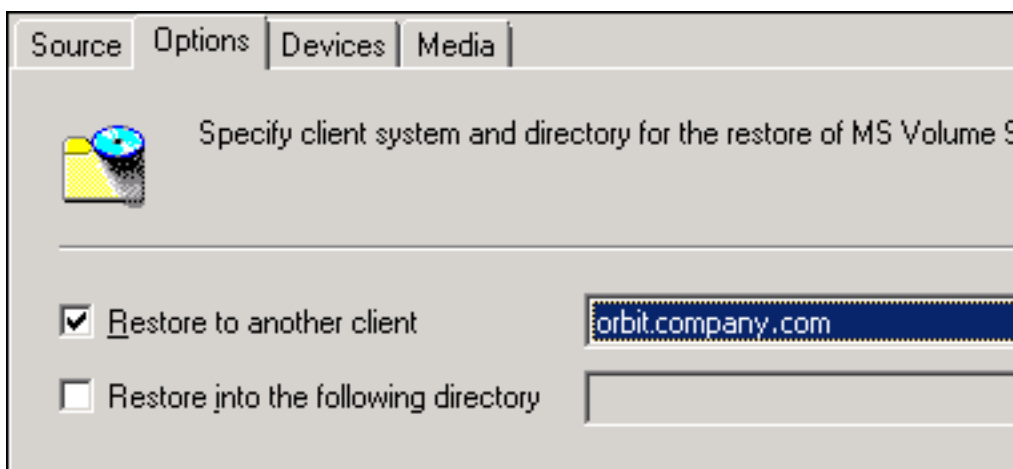 Source Options Devices Media
Specify client system and directory for the restore of MS Volume
Restore to another client orbit.company.com
Restore into the following directory